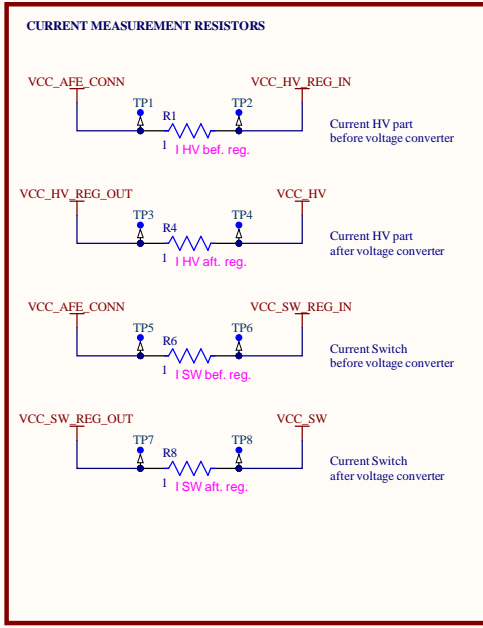 CURRENT MEASUREMENT RESISTORS
VCC_AFE_CONN
VCC_HV_REG_IN
TP1
TP2
R1
1
I HV bef. reg.
Current HV part
before voltage converter
VCC_HV_REG_OUT
VCC_HV
TP3
TP4
R4
1
I HV aft. reg.
Current HV part
after voltage converter
VCC_AFE_CONN
VCC_SW_REG_IN
TP5
TP6
R6
1
I SW bef. reg.
Current Switch
before voltage converter
VCC_SW_REG_OUT
VCC_SW
TP7
TP8
R8
1
I SW aft. reg.
Current Switch
after voltage converter